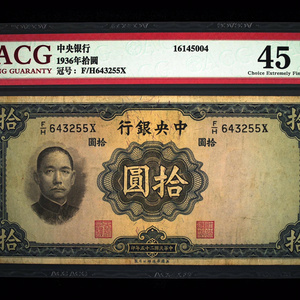 ACG
NG GUARANTY
中央银行
1936年拾圆
冠号：F/H643255X
16145004
45
Choice Extremely Fine
拾
拾
行銀央中
F/H 643255X
F/H 643255X
圓拾
圓拾
圓拾
拾
拾